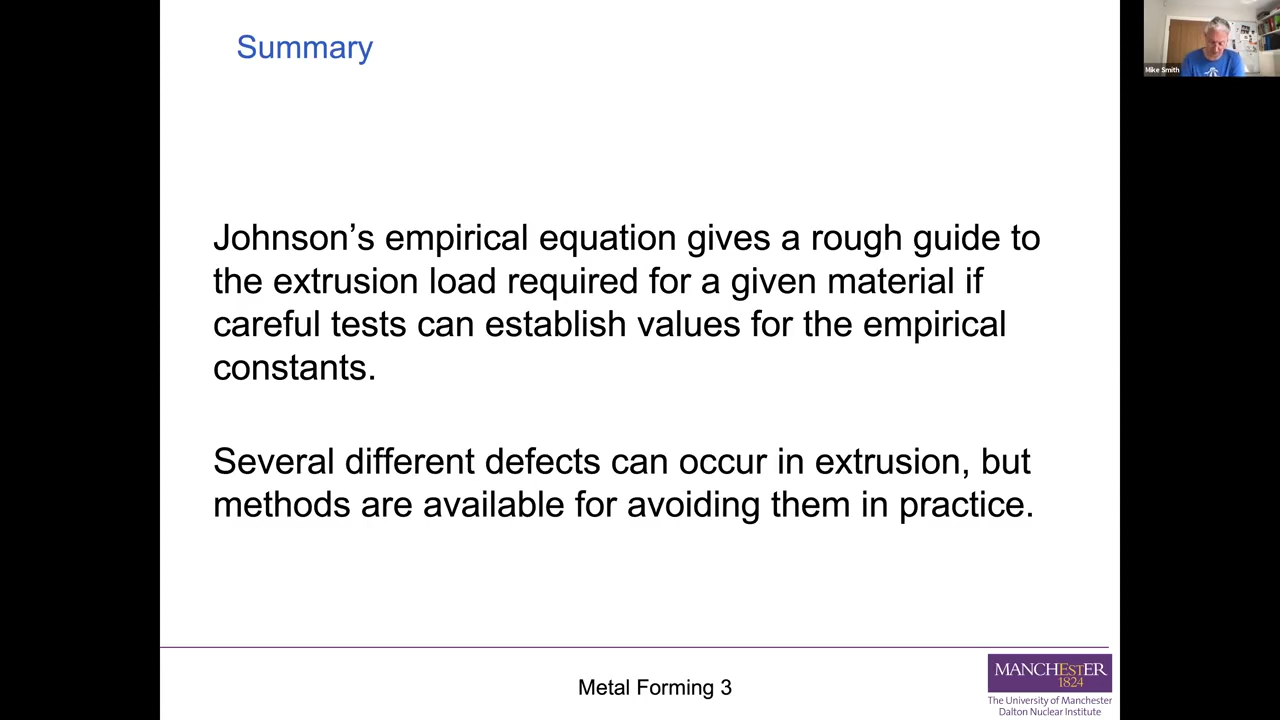 Summary
Mike Smith
Johnson’s empirical equation gives a rough guide to
the extrusion load required for a given material if
careful tests can establish values for the empirical
constants.
Several different defects can occur in extrusion, but
methods are available for avoiding them in practice.
Metal Forming 3
MANCHESTER
1824
The University of Manchester
Dalton Nuclear Institute